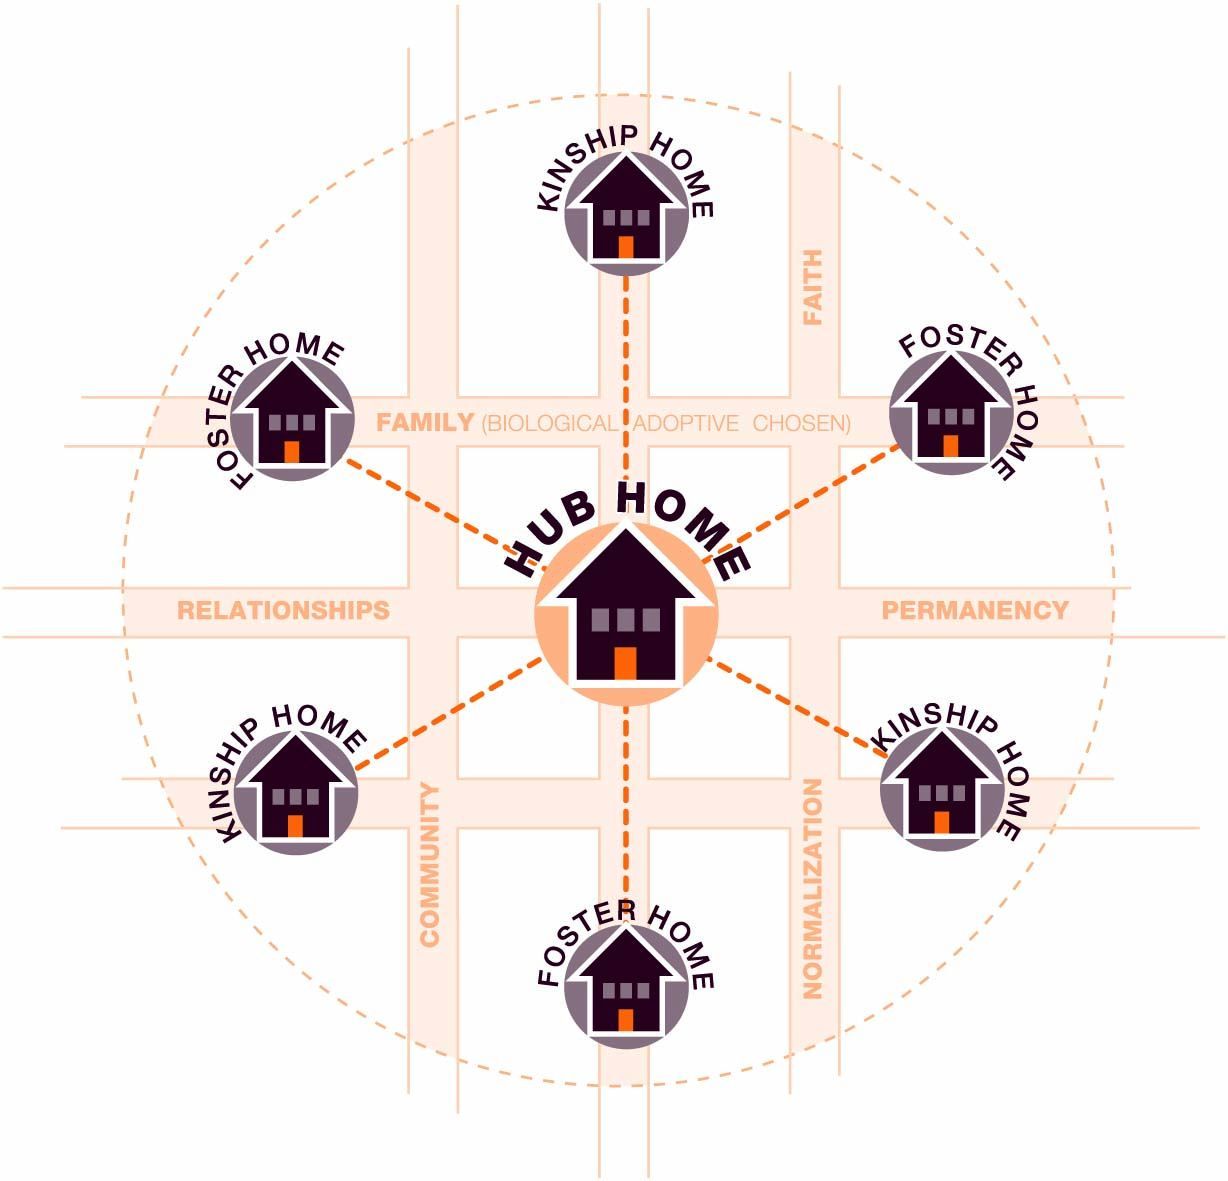 KINSHIP HOME
FAITH
FOSTER HOME
FOSTER HOME
FAMILY (BIOLOGICAL ADOPTIVE CHOSEN)
HUB HOME
RELATIONSHIPS
PERMANENCY
KINSHIP HOME
KINSHIP HOME
COMMUNITY
NORMALIZATION
FOSTER HOME